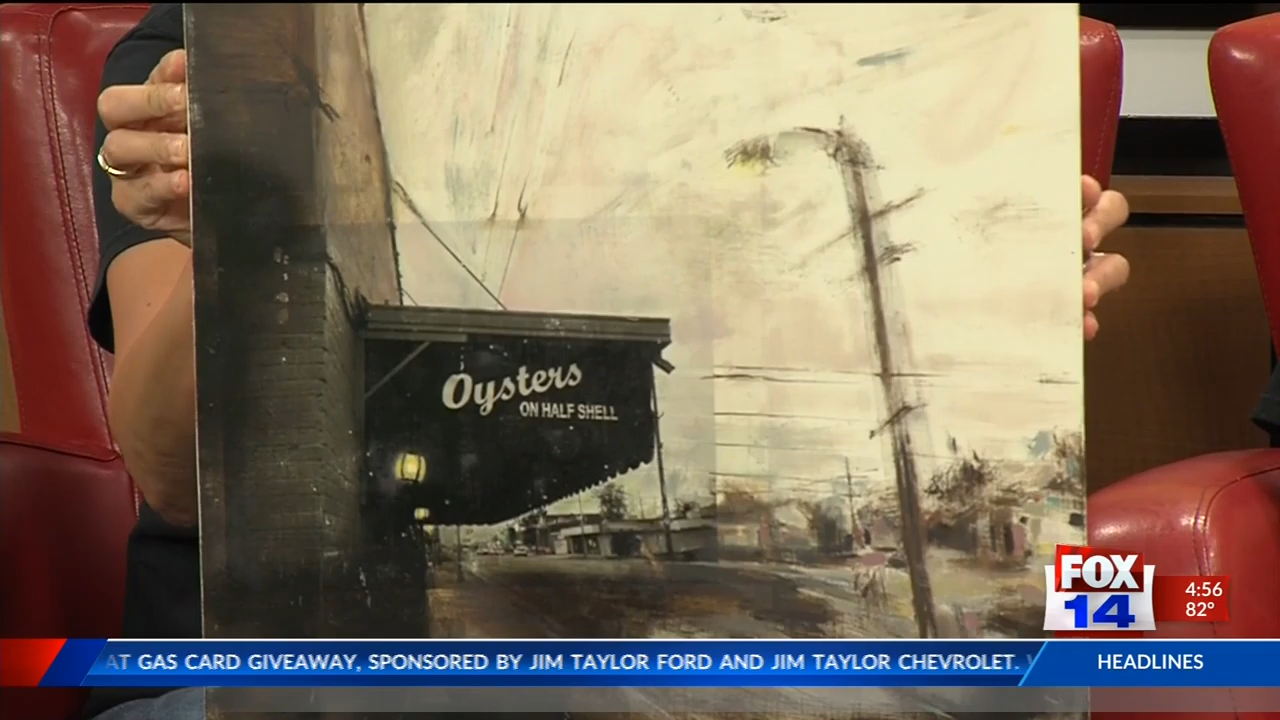 Oysters
ON HALF SHELL
FOX
14
4:56
82°
AT GAS CARD GIVEAWAY, SPONSORED BY JIM TAYLOR FORD AND JIM TAYLOR CHEVROLET.
HEADLINES